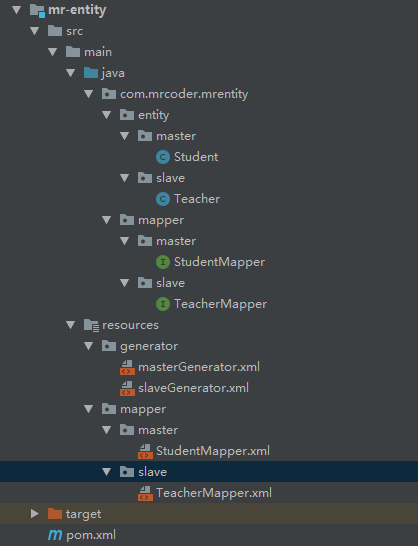 mr-entity
src
main
java
com.mrcoder.mrentity
entity
master
Student
slave
Teacher
mapper
master
StudentMapper
slave
TeacherMapper
resources
generator
masterGenerator.xml
slaveGenerator.xml
mapper
master
StudentMapper.xml
slave
TeacherMapper.xml
target
pom.xml